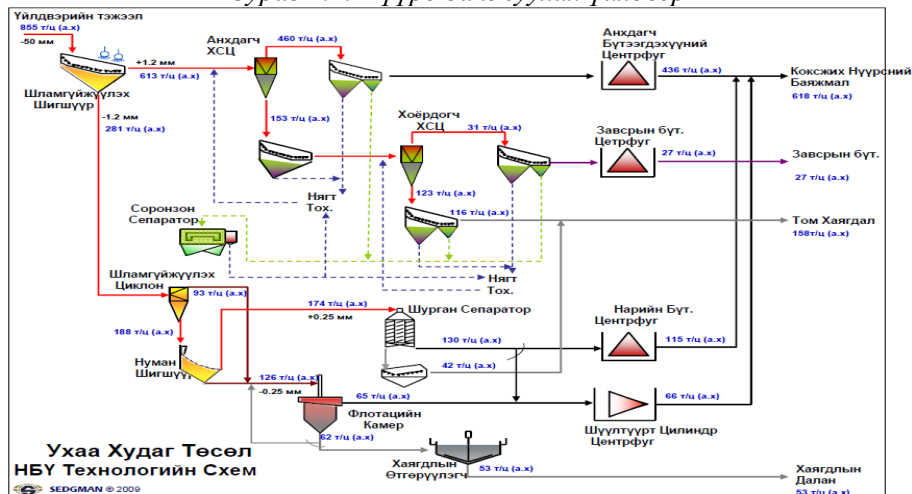 Үйлдвэрийн тэжээл
855 т/ц (а.х)
-50 мм
Шламгүйжүүлэх
Шигшүүр
+1.2 мм
613 т/ц (а.х)
-1.2 мм
281 т/ц (а.х)
Анхдагч
ХСЦ
460 т/ц (а.х)
153 т/ц (а.х)
Хоёрдогч
ХСЦ
31 т/ц (а.х)
123 т/ц (а.х)
116 т/ц (а.х)
Нягт
Тох.
Нягт
Тох.
Соронзон
Сепаратор
Анхдагч
Бүтээгдэхүүний
Центрфуг
436 т/ц (а.х)
Коксжих Нүүрсний
Баяжмал
618 т/ц (а.х)
Завсрын бүт.
Цетрфуг
27 т/ц (а.х)
Завсрын бүт.
27 т/ц (а.х)
Том Хаягдал
158т/ц (а.х)
Шламгүйжүүлэх
Циклон
93 т/ц (а.х)
188 т/ц (а.х)
174 т/ц (а.х)
+0.25 мм
Шурган Сепаратор
130 т/ц (а.х)
42 т/ц (а.х)
Нарийн Бүт.
Центрфуг
115 т/ц (а.х)
Нуман
Шигшүүр
126 т/ц (а.х)
-0.25 мм
65 т/ц (а.х)
Флотацийн
Камер
62 т/ц (а.х)
66 т/ц (а.х)
Шүүлтүүрт Цилиндр
Центрфуг
Хаягдлын
Өтгөрүүлэгч
53 т/ц (а.х)
Хаягдлын
Далан
53 т/ц (а.х)
Ухаа Худаг Төсөл
НБҮ Технологийн Схем
SEDGMAN © 2009